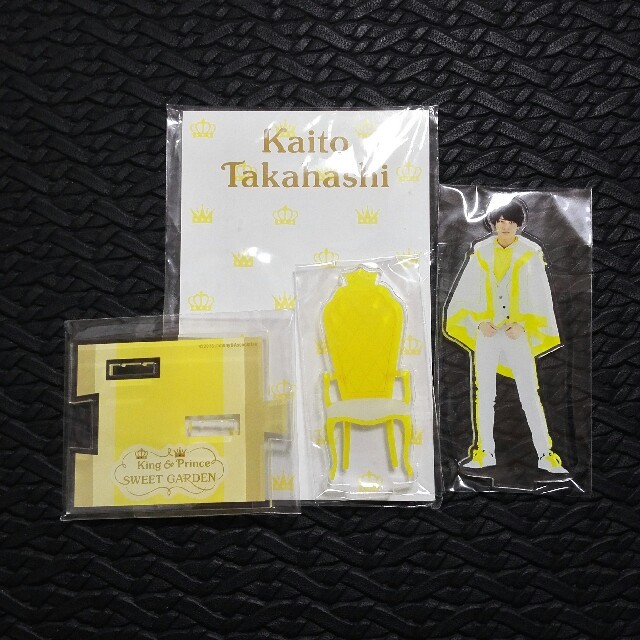 Kaito
Takahashi
King & Prince
SWEET GARDEN